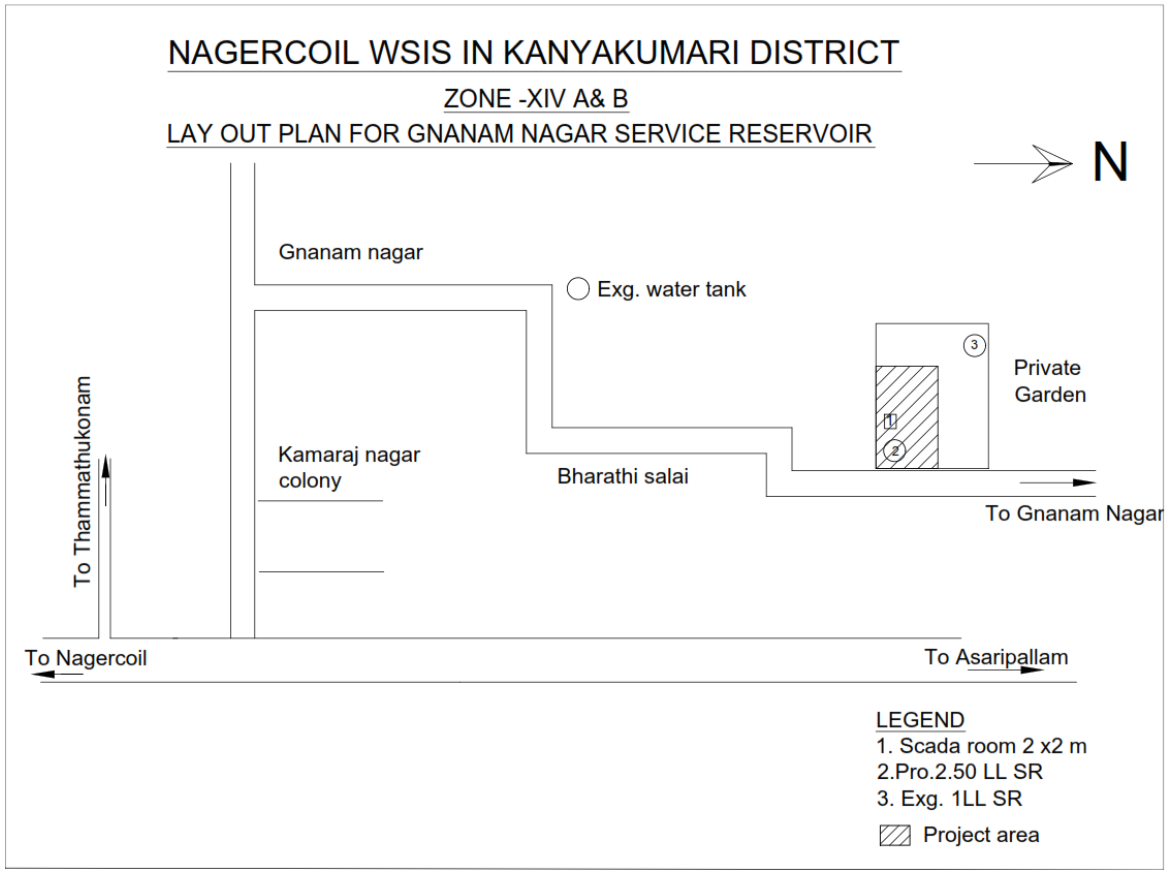 NAGERCOIL WSIS IN KANYAKUMARI DISTRICT
ZONE -XIV A& B
LAY OUT PLAN FOR GNANAM NAGAR SERVICE RESERVOIR
N
Gnanam nagar
Exg. water tank
3
Private
Garden
1
2
To Thammathukonam
Kamaraj nagar
colony
Bharathi salai
To Gnanam Nagar
To Nagercoil
To Asaripallam
LEGEND
1. Scada room 2 x2 m
2.Pro.2.50 LL SR
3. Exg. 1LL SR
Project area